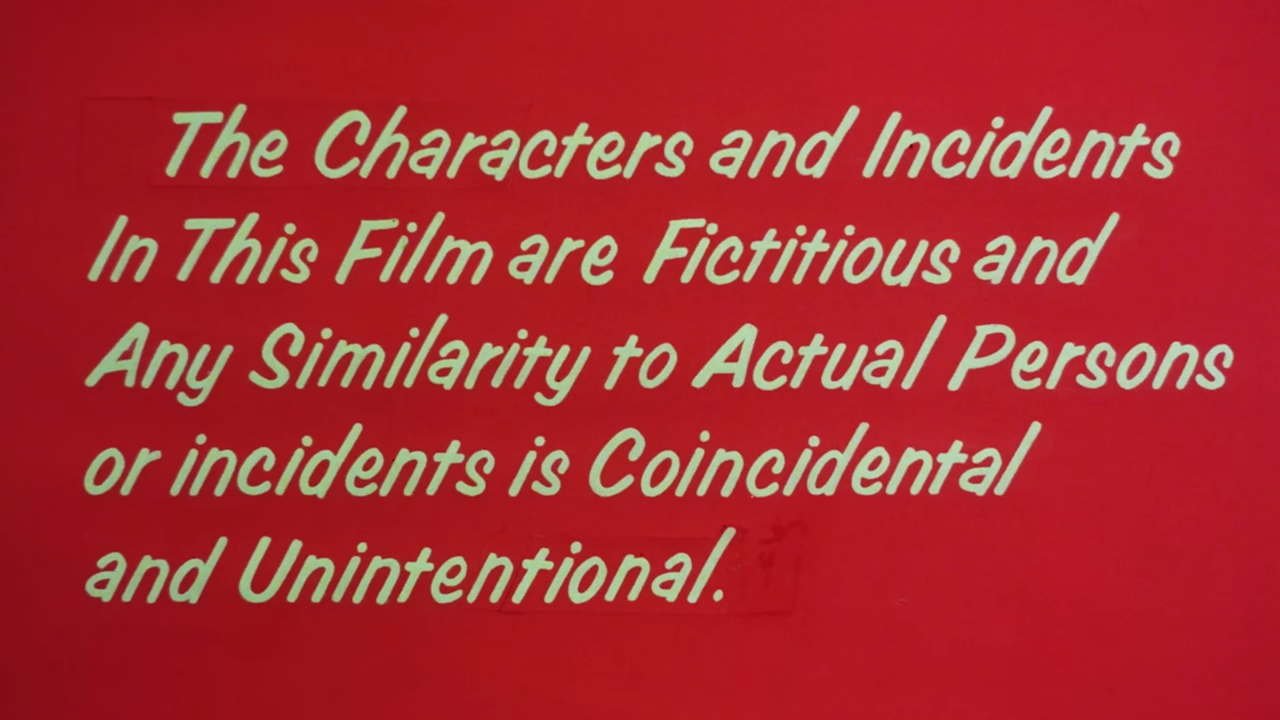 The Characters and Incidents
In This Film are Fictitious and
Any Similarity to Actual Persons
or incidents is Coincidental
and Unintentional.